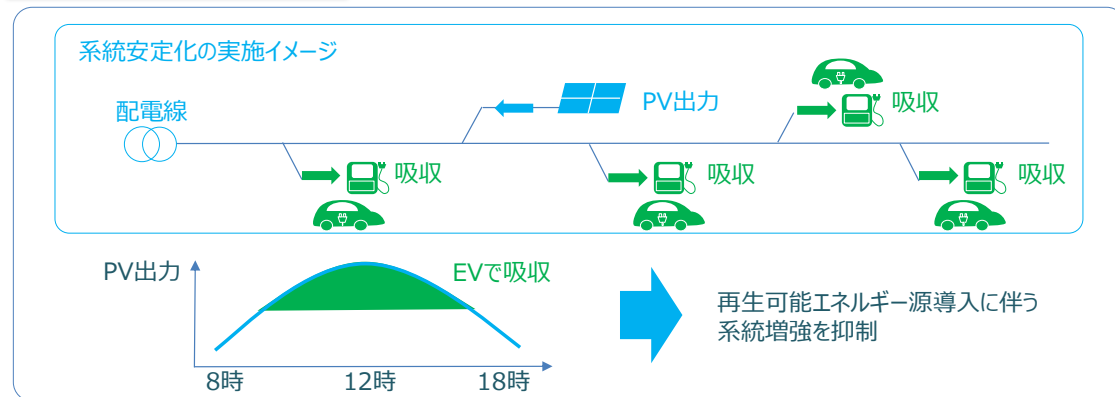 系統安定化の実施イメージ
配電線
PV出力
吸収
吸収
吸収
吸収
PV出力
EVで吸収
8時
12時
18時
再生可能エネルギー源導入に伴う
系統増強を抑制